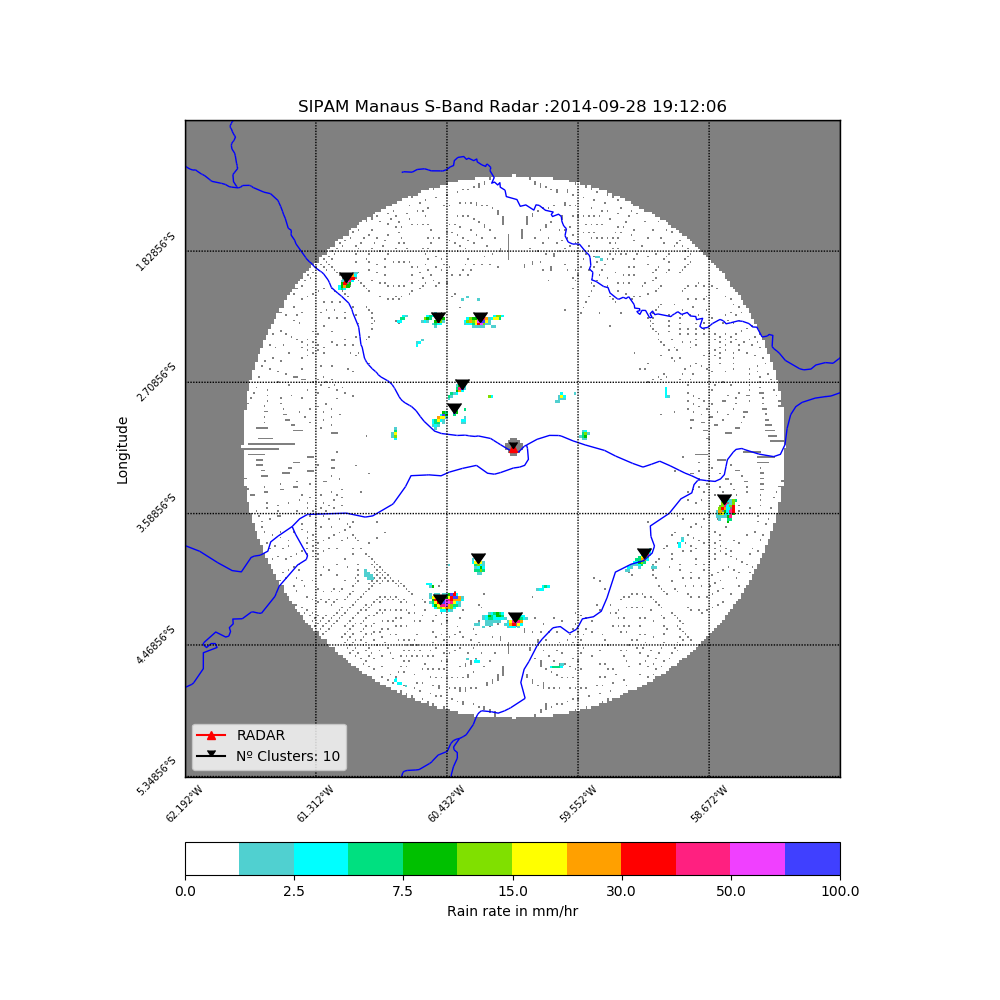 SIPAM Manaus S-Band Radar :2014-09-28 19:12:06
Longitude
1.82856°S
2.70856°S
3.58856°S
4.46856°S
5.34856°S
RADAR
Nº Clusters: 10
62.192°W 61.312°W 60.432°W 59.552°W 58.672°W
0.0 2.5 7.5 15.0 30.0 50.0 100.0
Rain rate in mm/hr